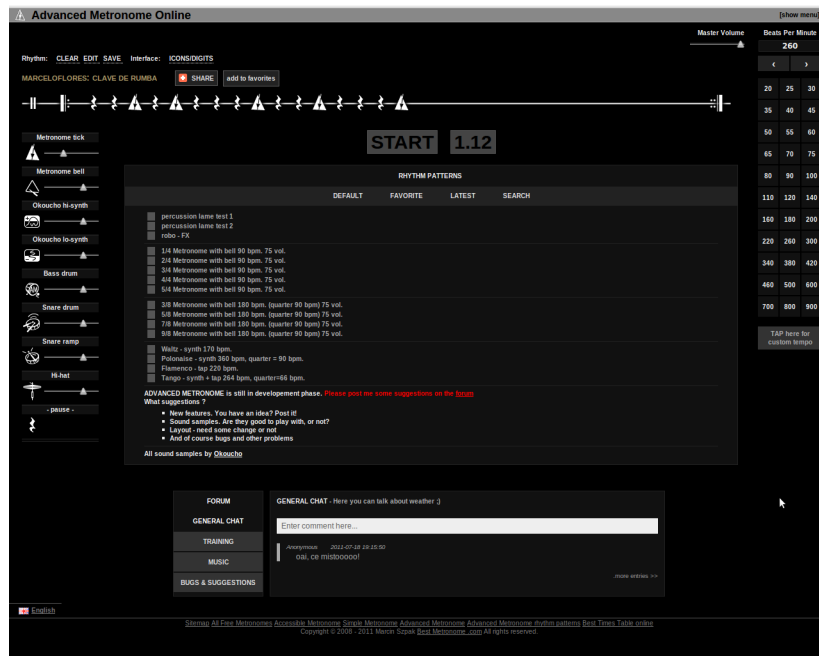 Advanced Metronome Online
[show menu]
Master Volume
Beats Per Minute
260
Rhythm: CLEAR EDIT SAVE Interface: ICONS/DIGITS
MARCELOFLORES: CLAVE DE RUMBA
SHARE
add to favorites
‹ ›
20 25 30
35 40 45
50 55 60
65 70 75
80 90 100
110 120 140
160 180 200
220 260 300
340 380 420
460 500 600
700 800 900
TAP here for
custom tempo
START 1.12
Metronome tick
Metronome bell
Okoucho hi-synth
Okoucho lo-synth
Bass drum
Snare drum
Snare ramp
Hi-hat
- pause -
RHYTHM PATTERNS
DEFAULT FAVORITE LATEST SEARCH
percussion lame test 1
percussion lame test 2
robo - FX
1/4 Metronome with bell 90 bpm. 75 vol.
2/4 Metronome with bell 90 bpm. 75 vol.
3/4 Metronome with bell 90 bpm. 75 vol.
4/4 Metronome with bell 90 bpm. 75 vol.
5/4 Metronome with bell 90 bpm. 75 vol.
3/8 Metronome with bell 180 bpm. (quarter 90 bpm) 75 vol.
5/8 Metronome with bell 180 bpm. (quarter 90 bpm) 75 vol.
7/8 Metronome with bell 180 bpm. (quarter 90 bpm) 75 vol.
9/8 Metronome with bell 180 bpm. (quarter 90 bpm) 75 vol.
Waltz - synth 170 bpm.
Polonaise - synth 360 bpm, quarter = 90 bpm.
Flamenco - tap 220 bpm.
Tango - synth + tap 264 bpm, quarter=66 bpm.
ADVANCED METRONOME is still in developement phase. Please post me some suggestions on the forum
What suggestions ?
New features. You have an idea? Post it!
Sound samples. Are they good to play with, or not?
Layout - need some change or not
And of course bugs and other problems
All sound samples by Okoucho
FORUM
GENERAL CHAT
TRAINING
MUSIC
BUGS & SUGGESTIONS
GENERAL CHAT - Here you can talk about weather ;)
Enter comment here...
Anonymous 2011-07-18 19:15:50
oai, ce mistooooo!
.more entries >>
English
Sitemap All Free Metronomes Accessible Metronome Simple Metronome Advanced Metronome Advanced Metronome rhythm patterns Best Times Table online
Copyright © 2008 - 2011 Marcin Szpak Best Metronome .com All rights reserved.